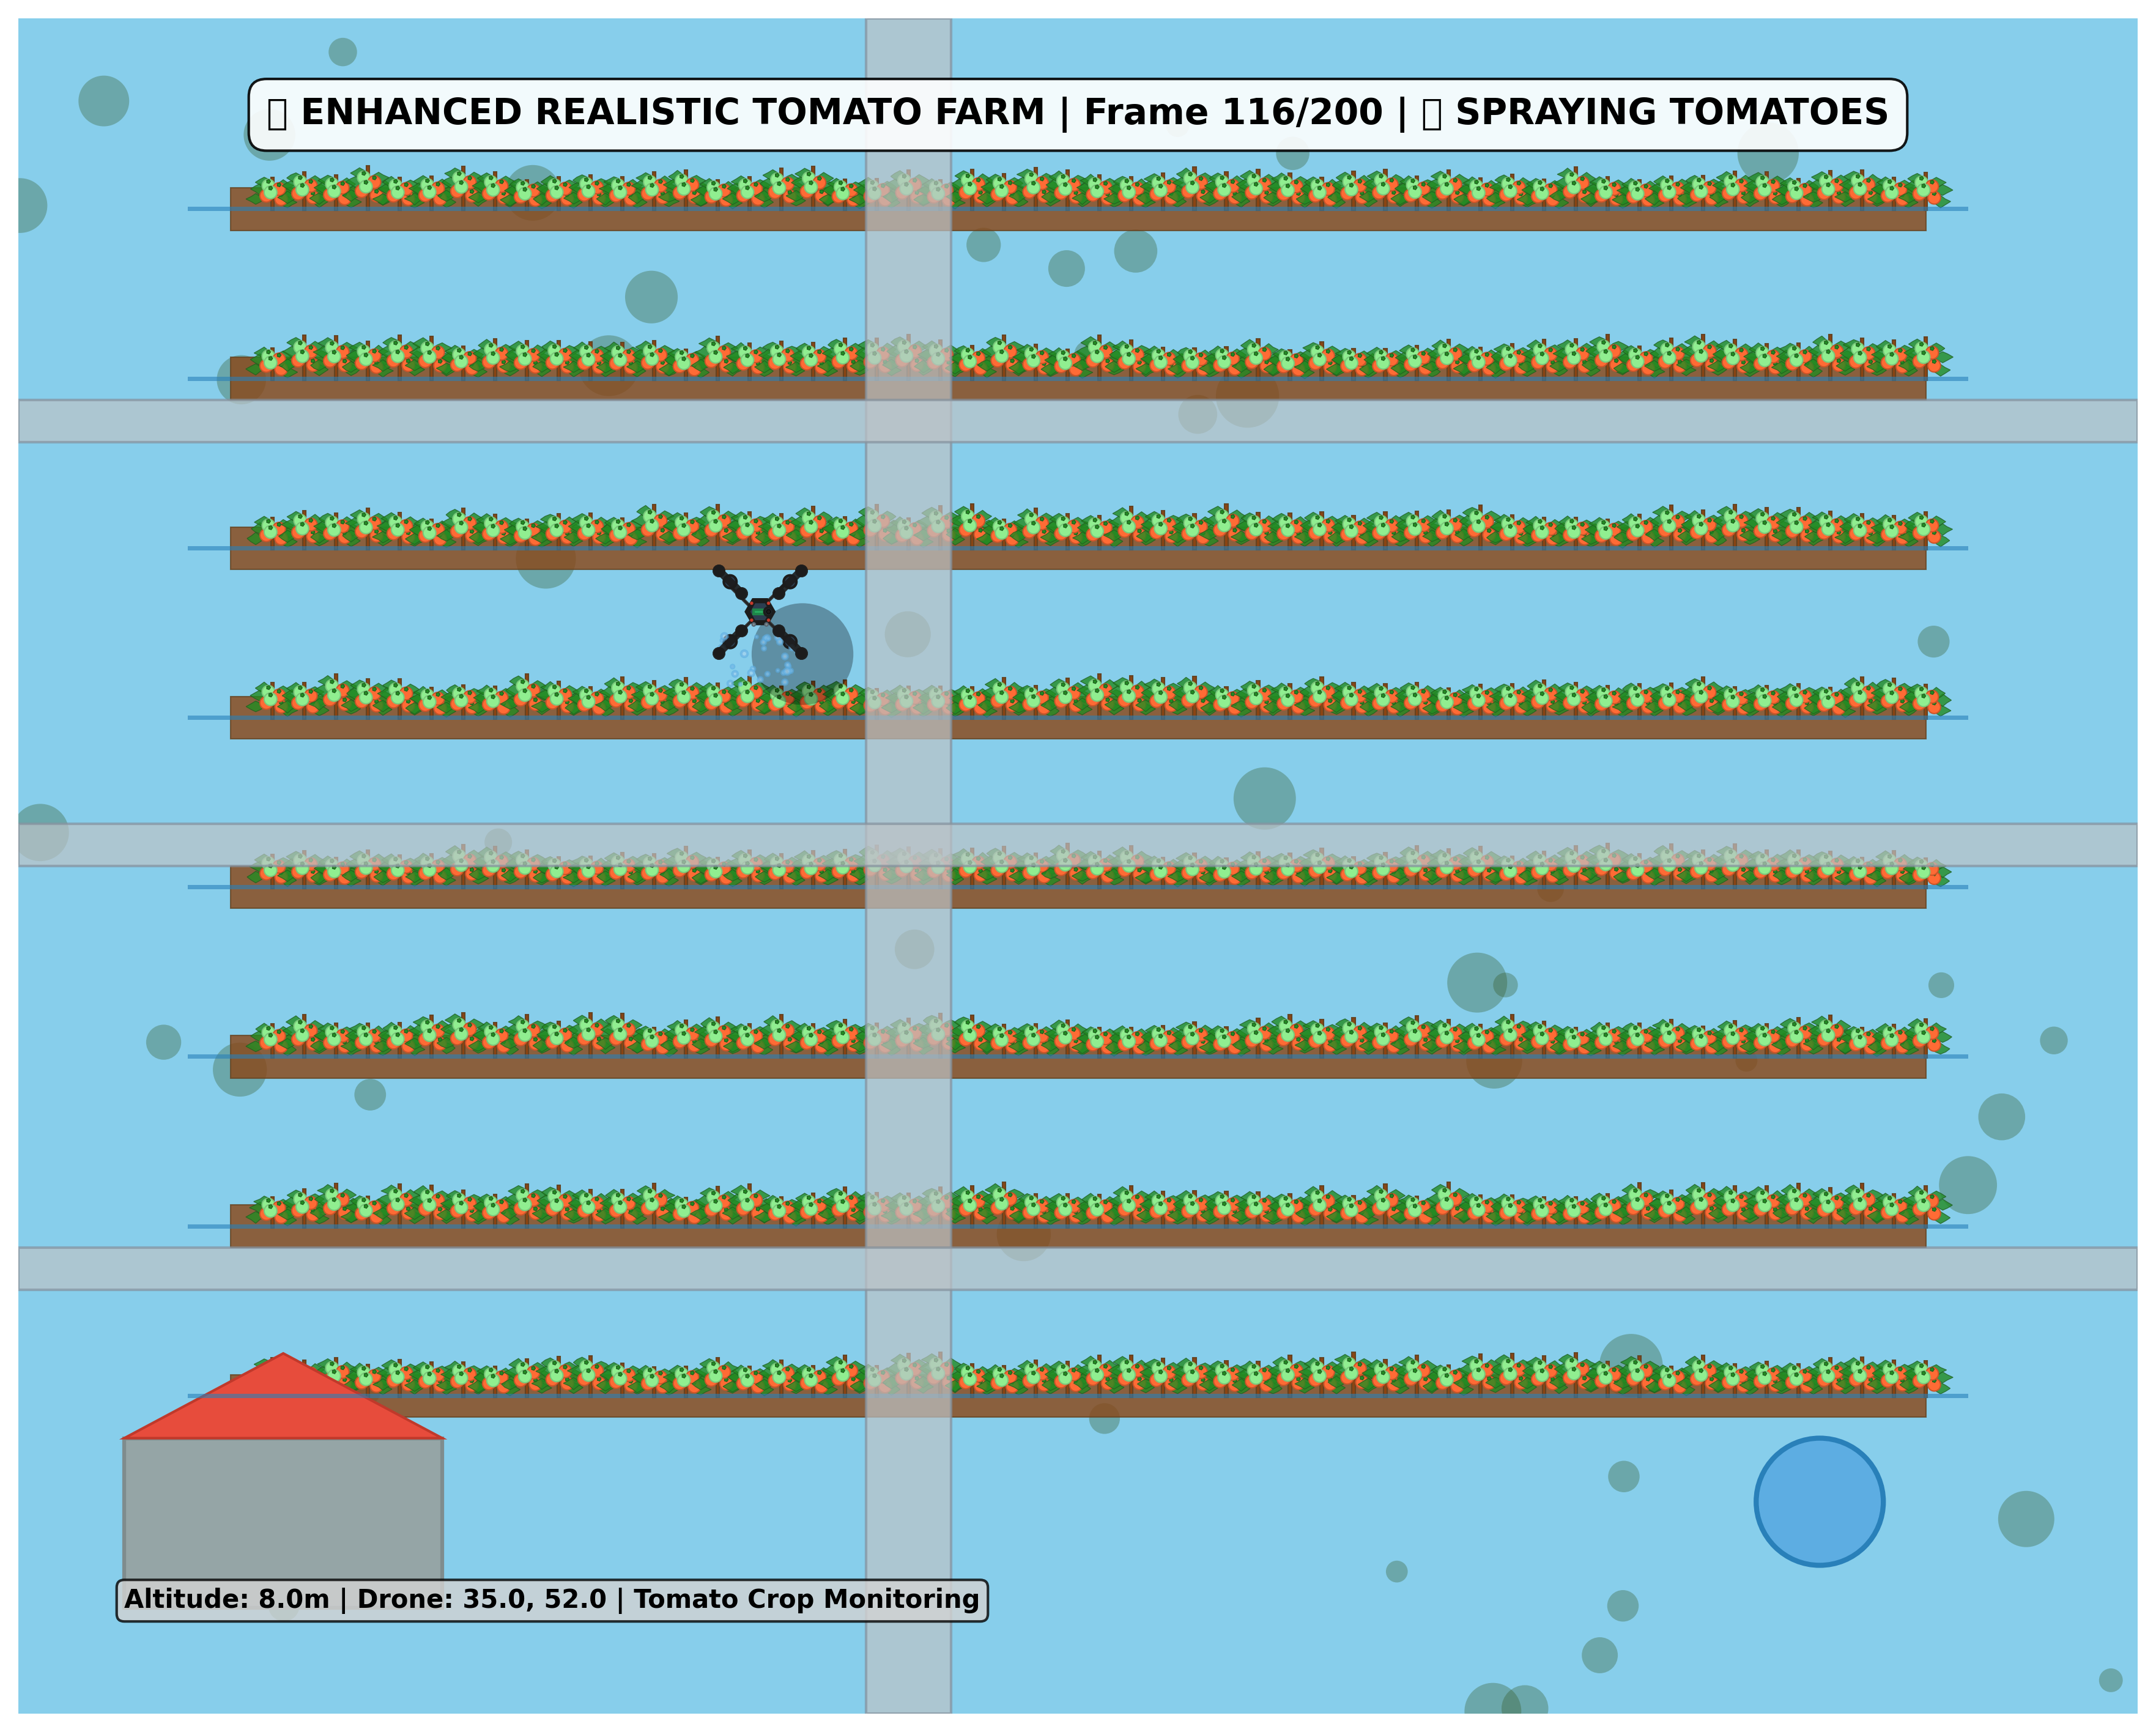 ▯ ENHANCED REALISTIC TOMATO FARM | Frame 116/200 | ▯ SPRAYING TOMATOES
Altitude: 8.0m | Drone: 35.0, 52.0 | Tomato Crop Monitoring